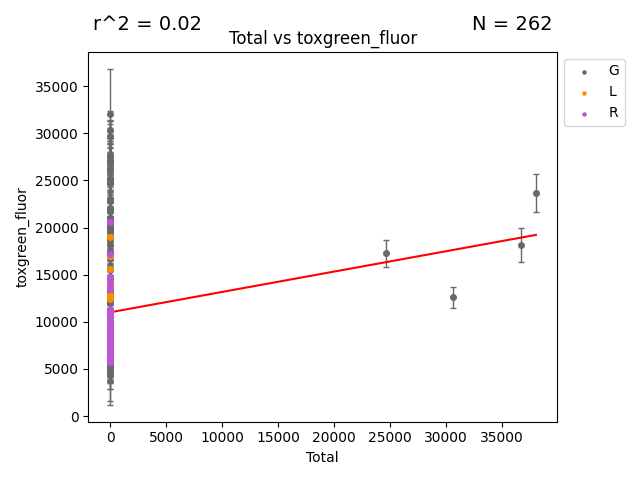 r^2 = 0.02 N = 262
Total vs toxgreen_fluor
G
L
R
35000
30000
25000
20000
15000
10000
5000
0
toxgreen_fluor
0 5000 10000 15000 20000 25000 30000 35000
Total